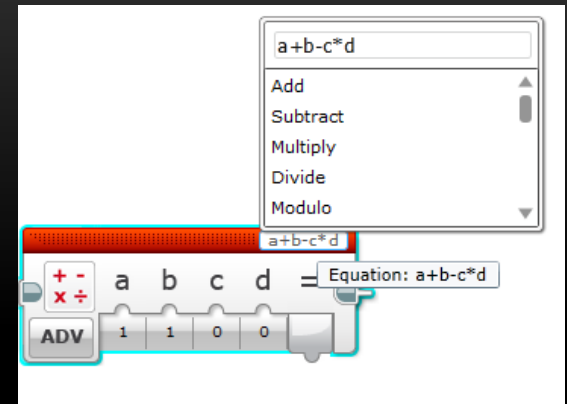 a+b-c*d
Add
Subtract
Multiply
Divide
Modulo
a+b-c*d
+ -
x ÷
a b c d =
Equation: a+b-c*d
ADV
1 1 0 0